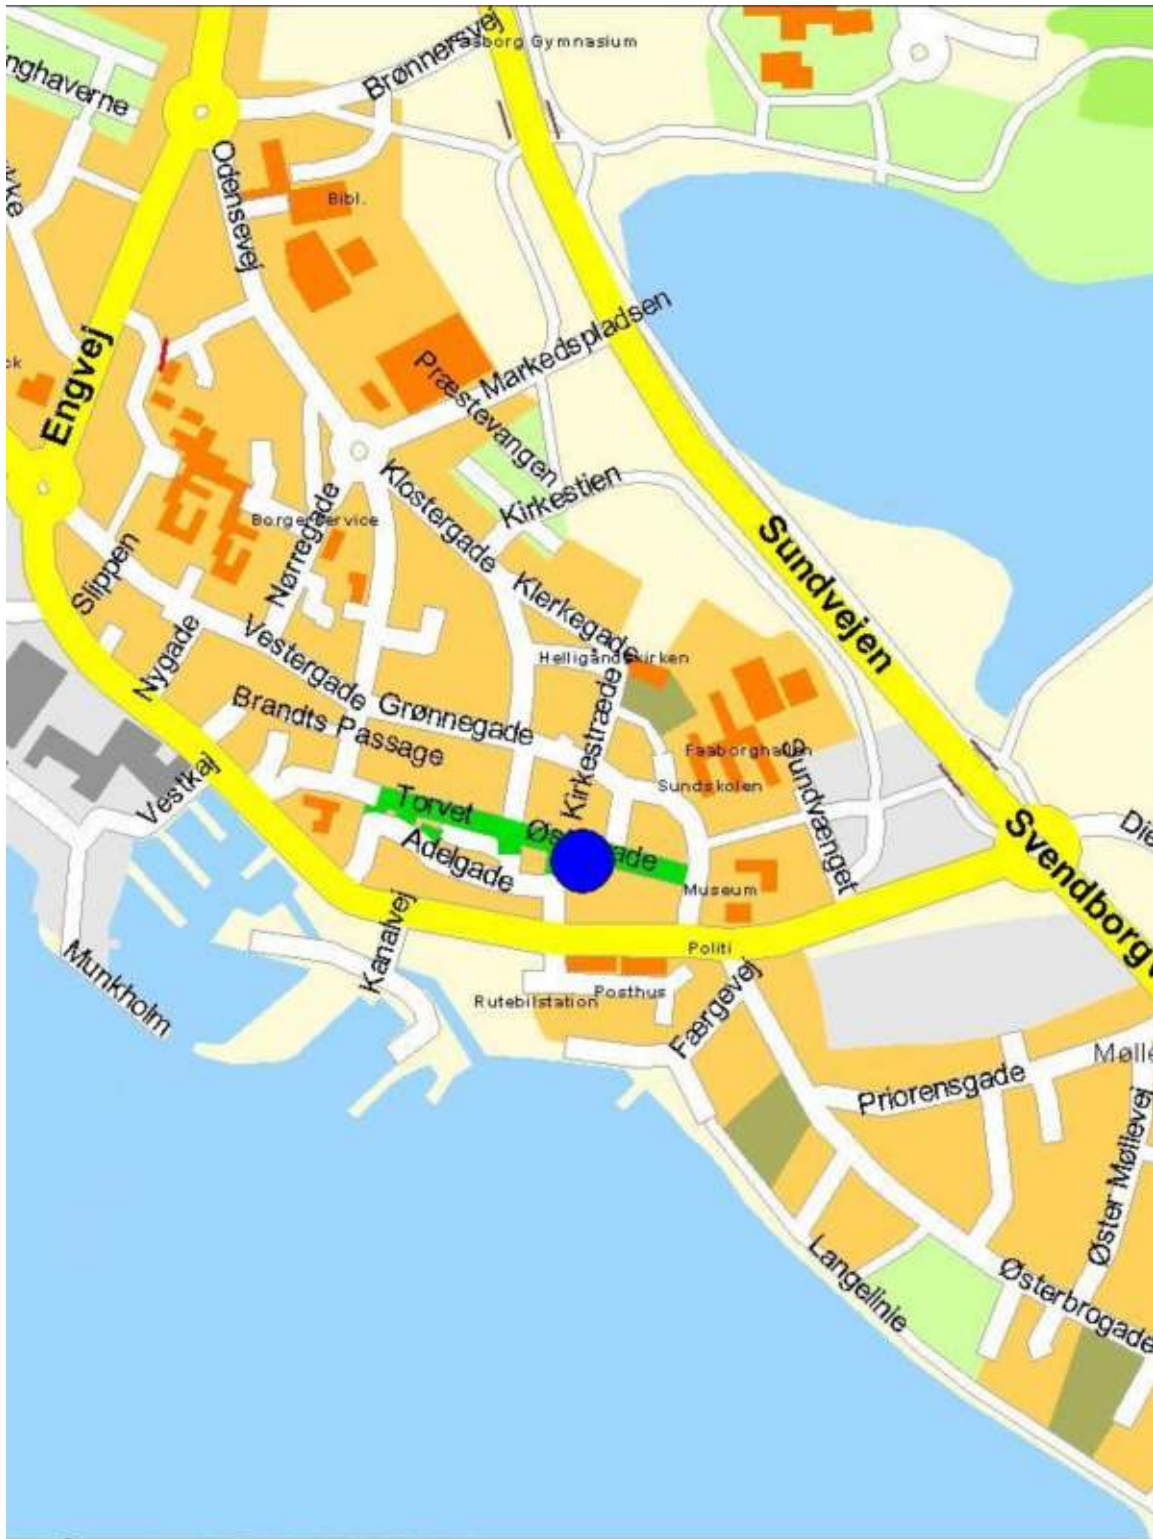 Brønnersvej
Faaborg Gymnasium
Odensevej
Bibl.
Engvej
Markedspladsen
Præstevangen
Klostergade
Kirkestien
Borgerservice
Nørregade
Slippen
Sundvejen
Klerkegade
Nygade
Vestergade
Helligåndskirken
Brandts Passage
Grønnegade
Kirkestræde
Faaborghallen
Sundskolen
Sundvænget
Vestkaj
Torvet
Adelgade
Museum
Kanalvej
Politi
Munkholm
Rutebilstation
Posthus
Færgevej
Priorensgade
Øster Møllevej
Langelinie
Østerbrogade